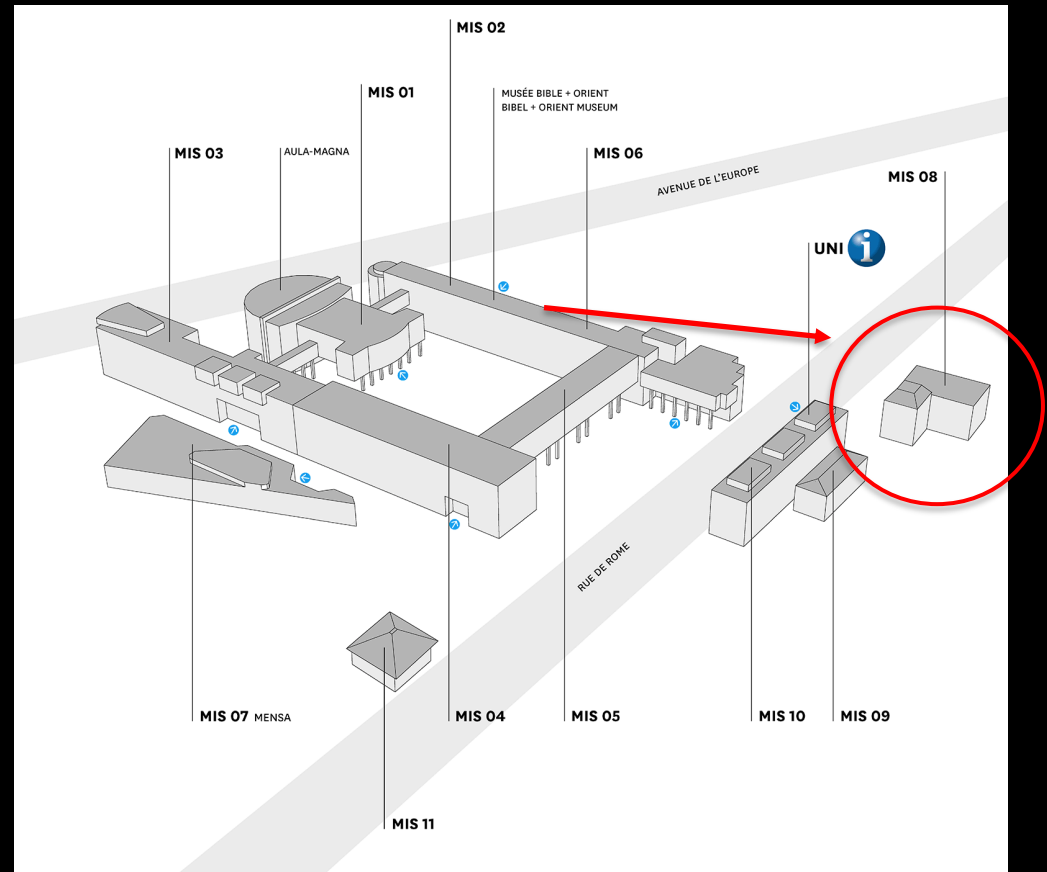 MIS 02
MIS 01
MUSÉE BIBLE + ORIENT
BIBEL + ORIENT MUSEUM
MIS 03
AULA-MAGNA
MIS 06
AVENUE DE L'EUROPE
MIS 08
UNI i
RUE DE ROME
MIS 07 MENSA
MIS 04
MIS 05
MIS 10
MIS 09
MIS 11